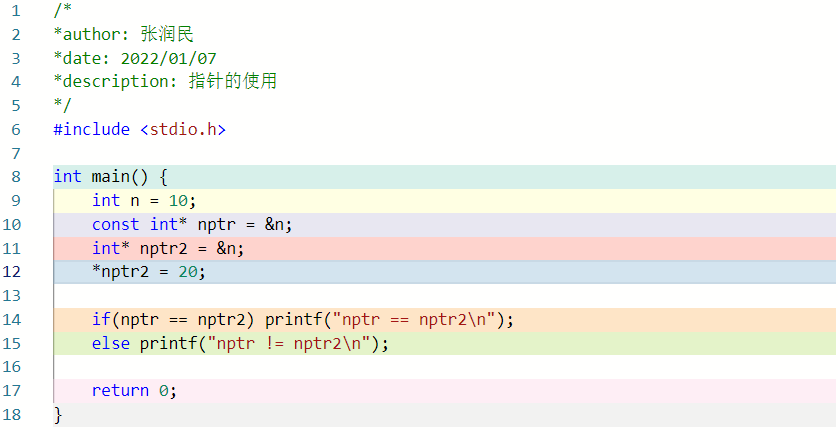 1 /*
2 *author: 张润民
3 *date: 2022/01/07
4 *description: 指针的使用
5 */
6 #include <stdio.h>
7
8 int main() {
9     int n = 10;
10     const int* nptr = &n;
11     int* nptr2 = &n;
12     *nptr2 = 20;
13
14     if(nptr == nptr2) printf("nptr == nptr2\n");
15     else printf("nptr != nptr2\n");
16
17     return 0;
18 }